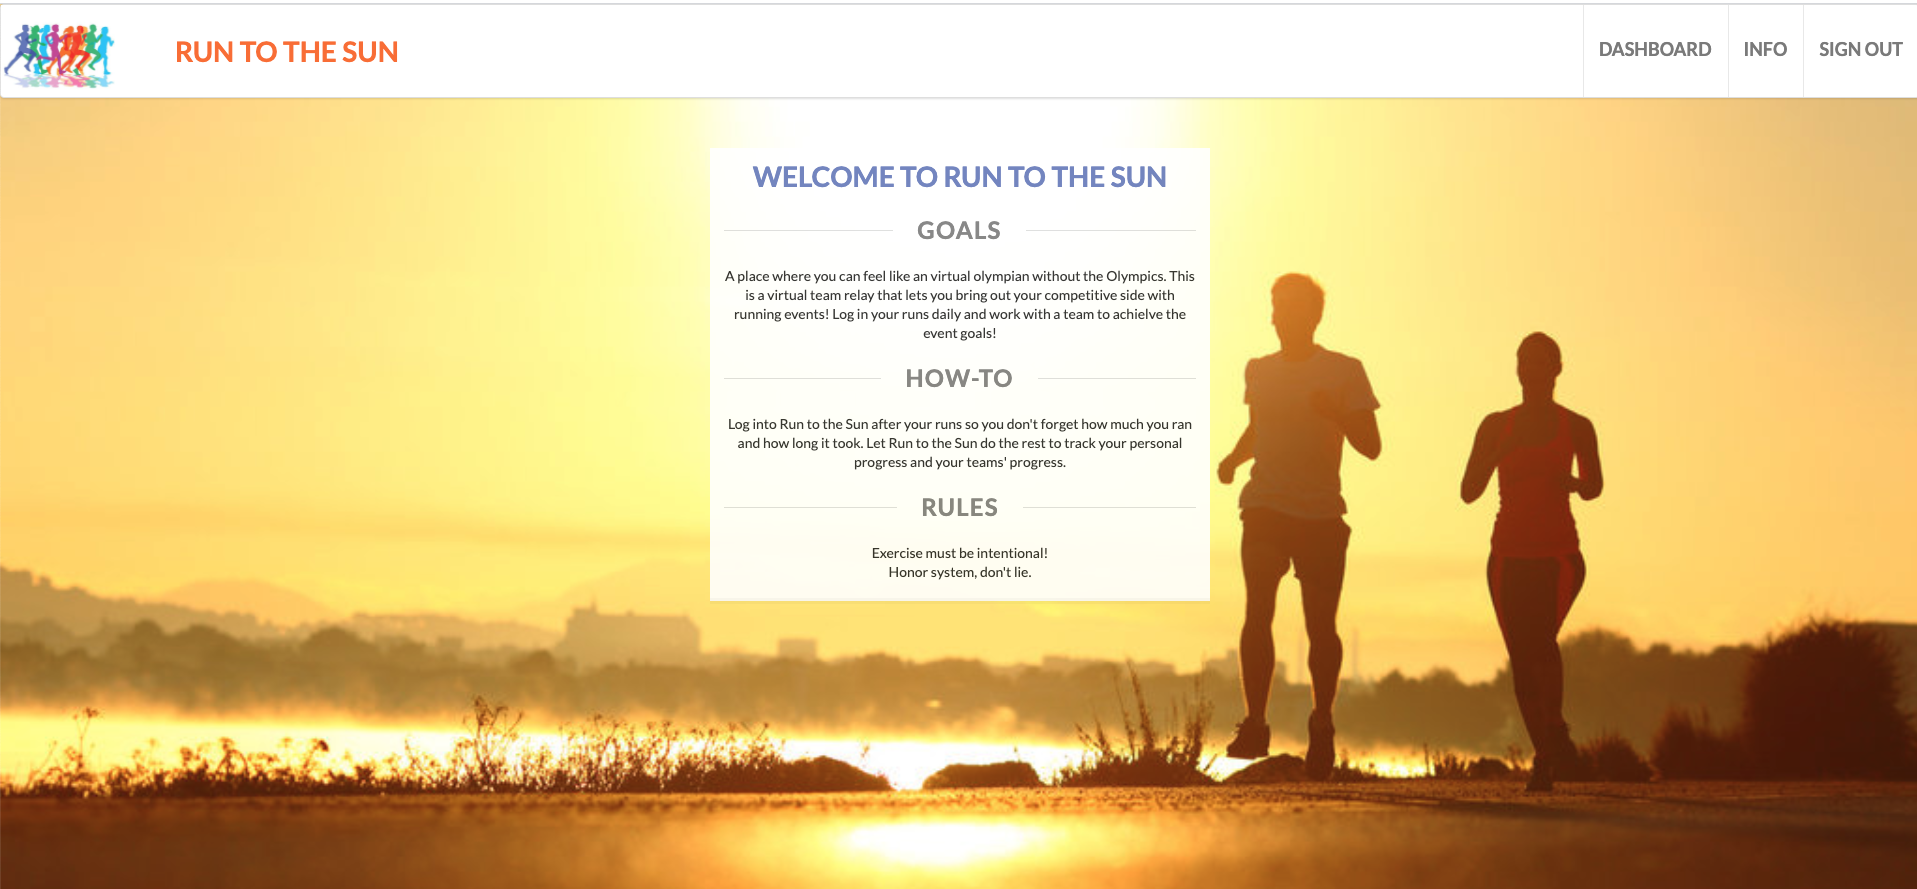 RUN TO THE SUN
DASHBOARD
INFO
SIGN OUT
WELCOME TO RUN TO THE SUN
GOALS
A place where you can feel like an virtual olympian without the Olympics. This
is a virtual team relay that lets you bring out your competitive side with
running events! Log in your runs daily and work with a team to achielve the
event goals!
HOW-TO
Log into Run to the Sun after your runs so you don't forget how much you ran
and how long it took. Let Run to the Sun do the rest to track your personal
progress and your teams' progress.
RULES
Exercise must be intentional!
Honor system, don't lie.